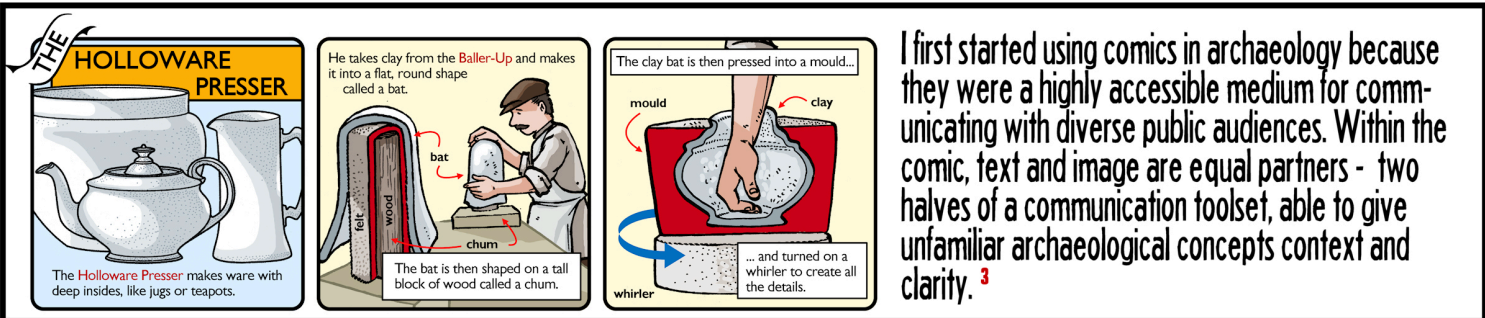 THE
HOLLOWARE
PRESSER
The Holloware Presser makes ware with
deep insides, like jugs or teapots.
He takes clay from the Baller-Up and makes
it into a flat, round shape
called a bat.
bat
felt
wood
chum
The bat is then shaped on a tall
block of wood called a chum.
The clay bat is then pressed into a mould...
mould
clay
... and turned on a
whirler to create all
the details.
whirler
I first started using comics in archaeology because
they were a highly accessible medium for comm-
unicating with diverse public audiences. Within the
comic, text and image are equal partners - two
halves of a communication toolset, able to give
unfamiliar archaeological concepts context and
clarity. 3